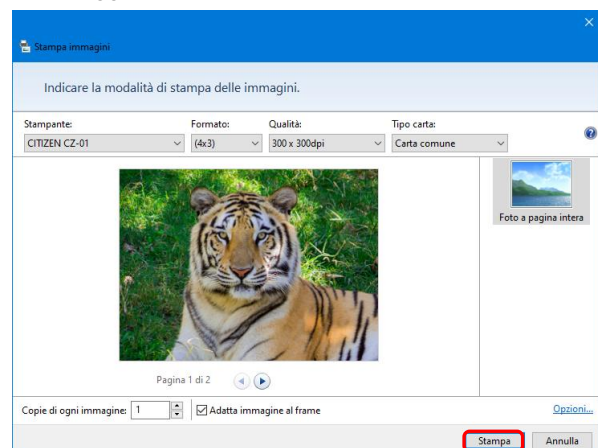 Stampa immagini
Indicare la modalità di stampa delle immagini.
Stampante: Formato: Qualità: Tipo carta:
CITIZEN CZ-01 (4x3) 300 x 300dpi Carta comune
Foto a pagina intera
Pagina 1 di 2
Copie di ogni immagine: 1 Adatta immagine al frame Opzioni...
Stampa Annulla